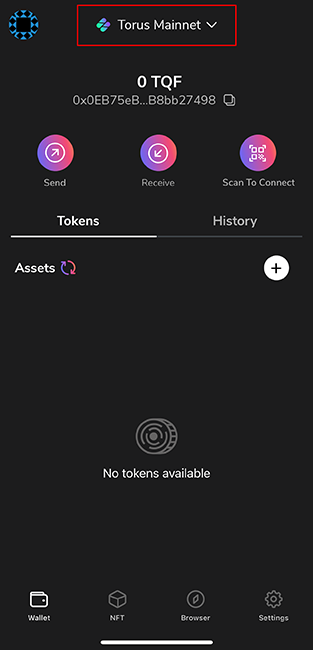 Torus Mainnet
0 TQF
0x0EB75eB...B8bb27498
Send
Receive
Scan To Connect
Tokens
History
Assets
No tokens available
Wallet
NFT
Browser
Settings